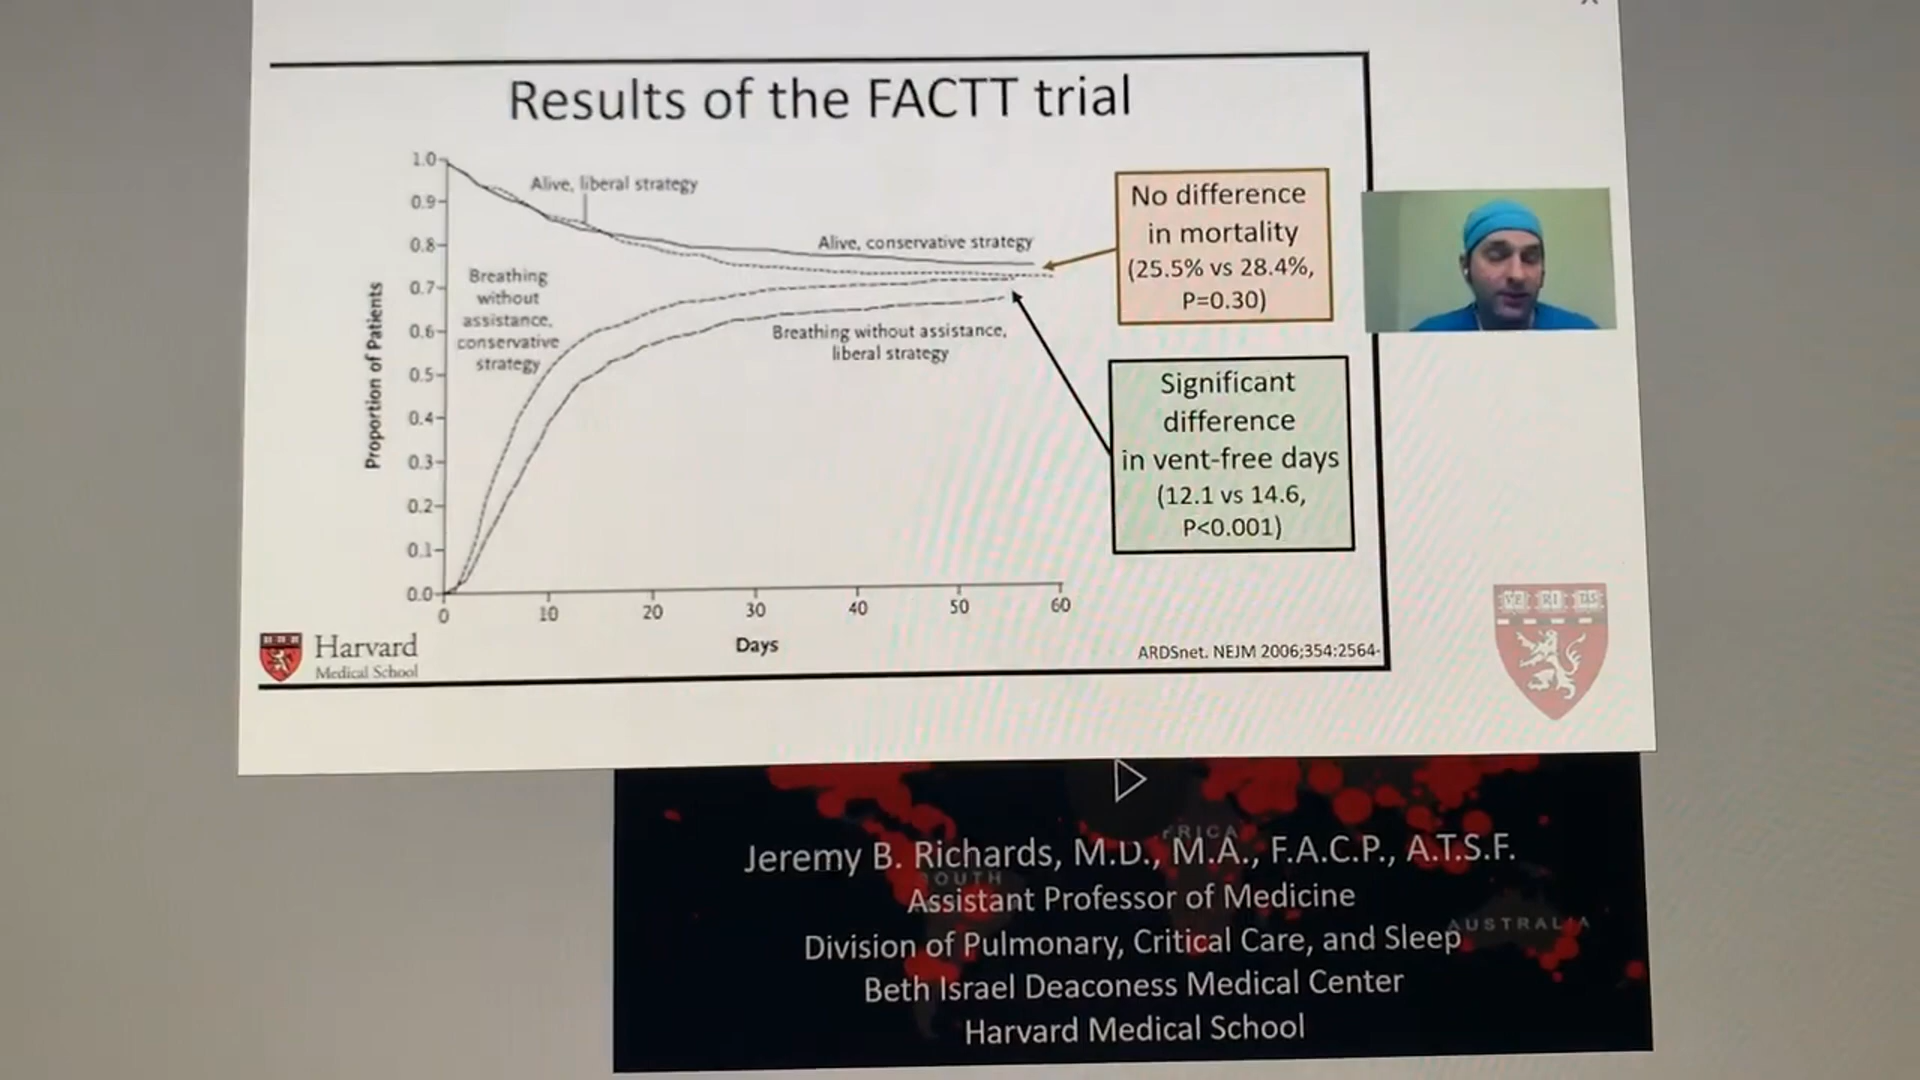 Results of the FACTT trial
1.0
0.9
0.8
0.7
0.6
0.5
0.4
0.3
0.2
0.1
0.0
Proportion of Patients
Alive, liberal strategy
Alive, conservative strategy
Breathing
without
assistance,
conservative
strategy
Breathing without assistance,
liberal strategy
0 10 20 30 40 50 60
Days
No difference
in mortality
(25.5% vs 28.4%,
P=0.30)
Significant
difference
in vent-free days
(12.1 vs 14.6,
P<0.001)
Harvard
Medical School
ARDSnet. NEJM 2006;354:2564-
VE RI TAS
Jeremy B. Richards, M.D., M.A., F.A.C.P., A.T.S.F.
Assistant Professor of Medicine
AUSTRALIA
Division of Pulmonary, Critical Care, and Sleep
Beth Israel Deaconess Medical Center
Harvard Medical School